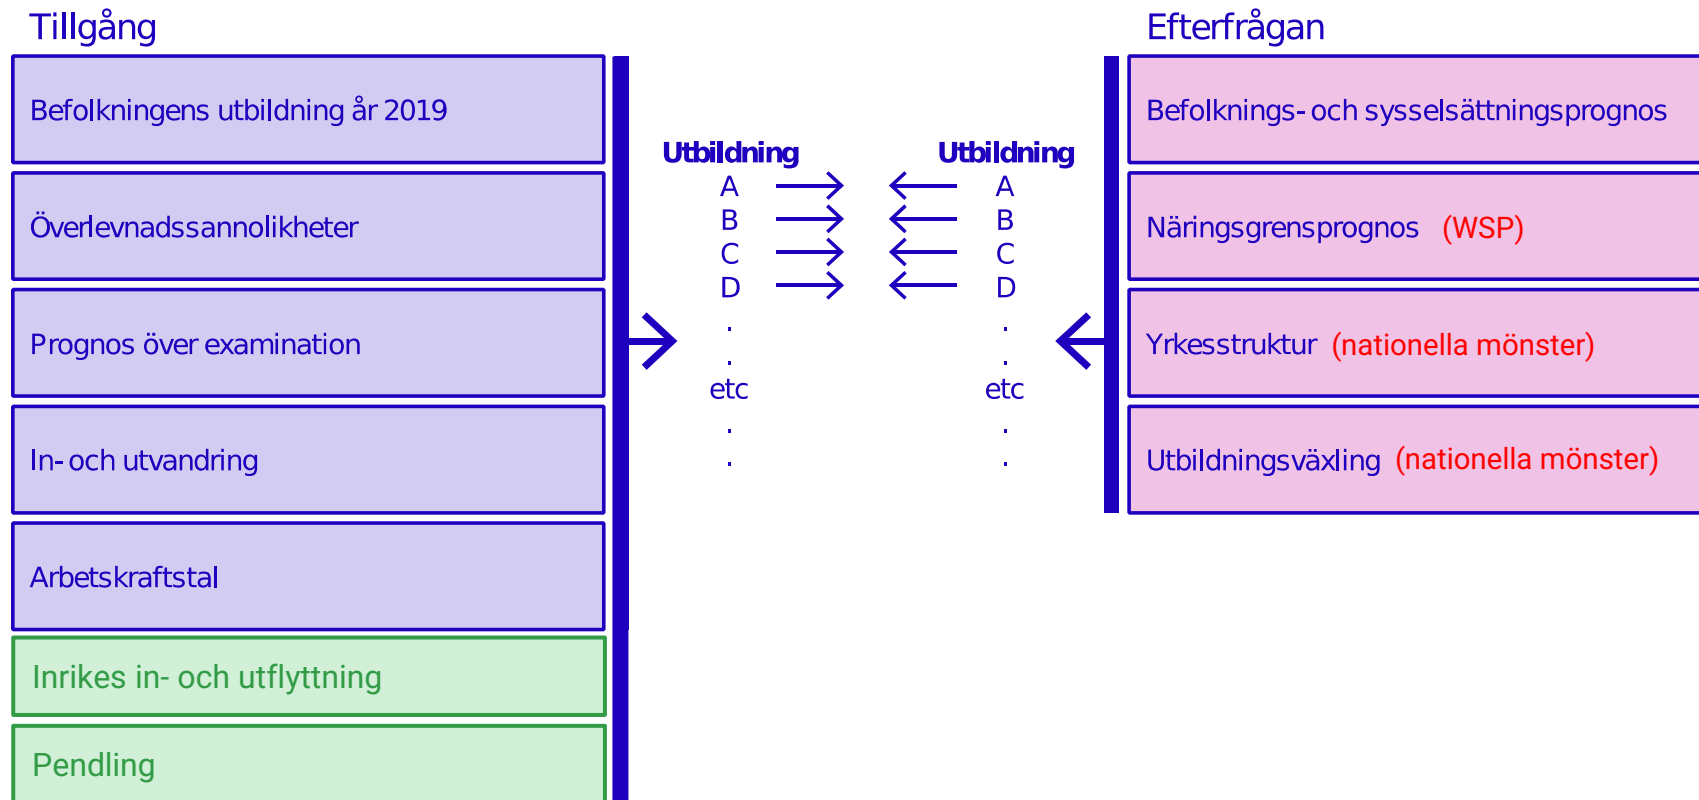 Tillgång
Befolkningens utbildning år 2019
Överlevnadssannolikheter
Prognos över examination
In- och utvandring
Arbetskraftstal
Inrikes in- och utflyttning
Pendling
Utbildning
A
B
C
D
.
.
etc
.
.
Utbildning
A
B
C
D
.
.
etc
.
.
Efterfrågan
Befolknings- och sysselsättningsprognos
Näringsgrensprognos (WSP)
Yrkesstruktur (nationella mönster)
Utbildningsväxling (nationella mönster)